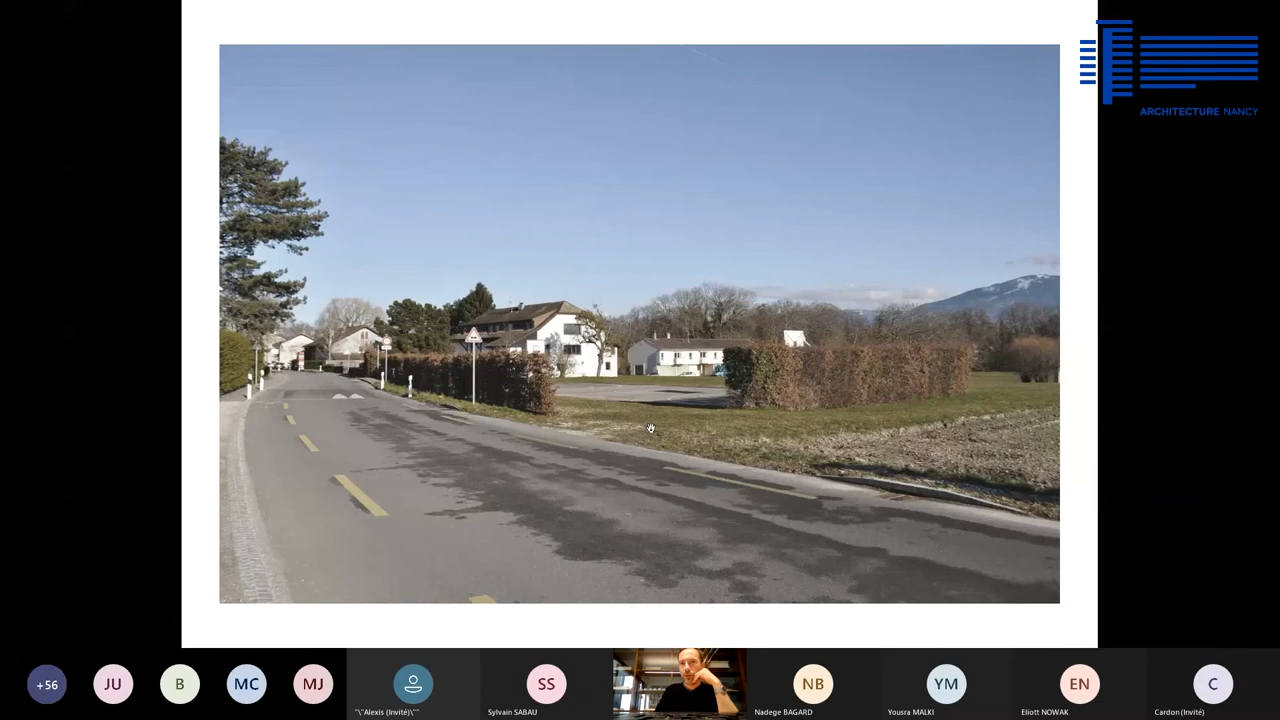 ARCHITECTURE NANCY
+56
JU
B
MC
MJ
"\"Alexis (Invité)\""
SS
Sylvain SABAU
NB
Nadege BAGARD
YM
Yousra MALKI
EN
Eliott NOWAK
C
Cardon (Invité)